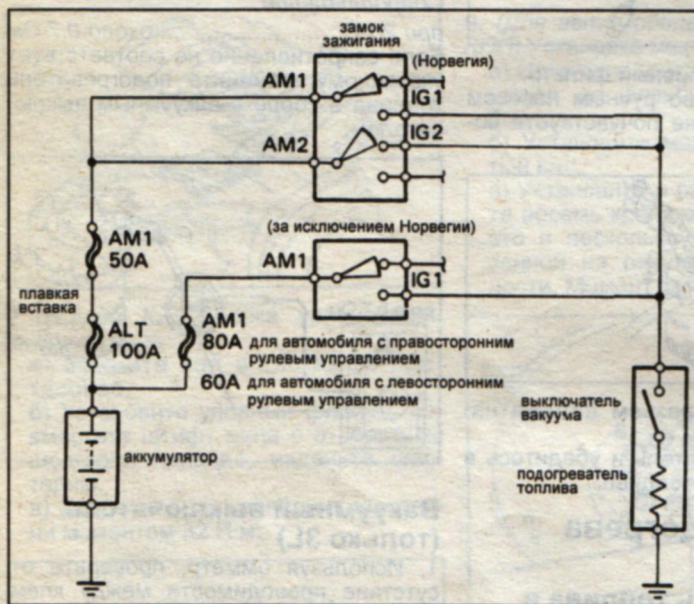 замок
зажигания
(Норвегия)
AM1
IG1
AM2
IG2
(за исключением Норвегии)
AM1
IG1
AM1
50A
плавкая
вставка
ALT
100A
AM1
80A для автомобиля с правосторонним
рулевым управлением
60A для автомобиля с левосторонним
рулевым управлением
аккумулятор
выключатель
вакуума
подогреватель
топлива